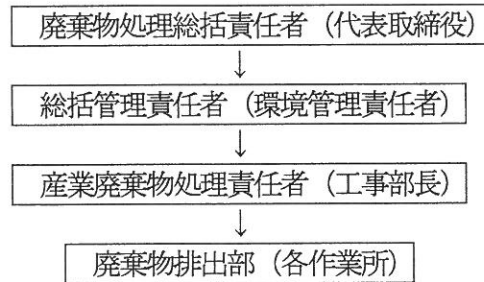 廃棄物処理総括責任者（代表取締役）
↓
総括管理責任者（環境管理責任者）
↓
産業廃棄物処理責任者（工事部長）
↓
廃棄物排出部（各作業所）